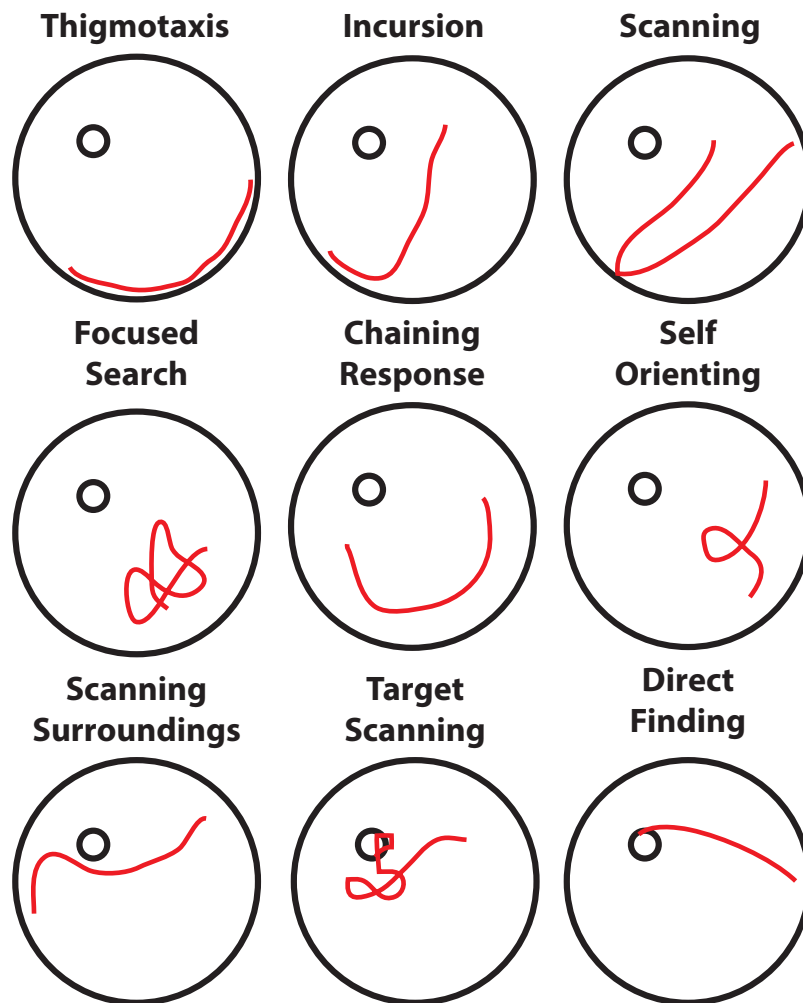 Thigmotaxis
Incursion
Scanning
Focused
Search
Chaining
Response
Self
Orienting
Scanning
Surroundings
Target
Scanning
Direct
Finding